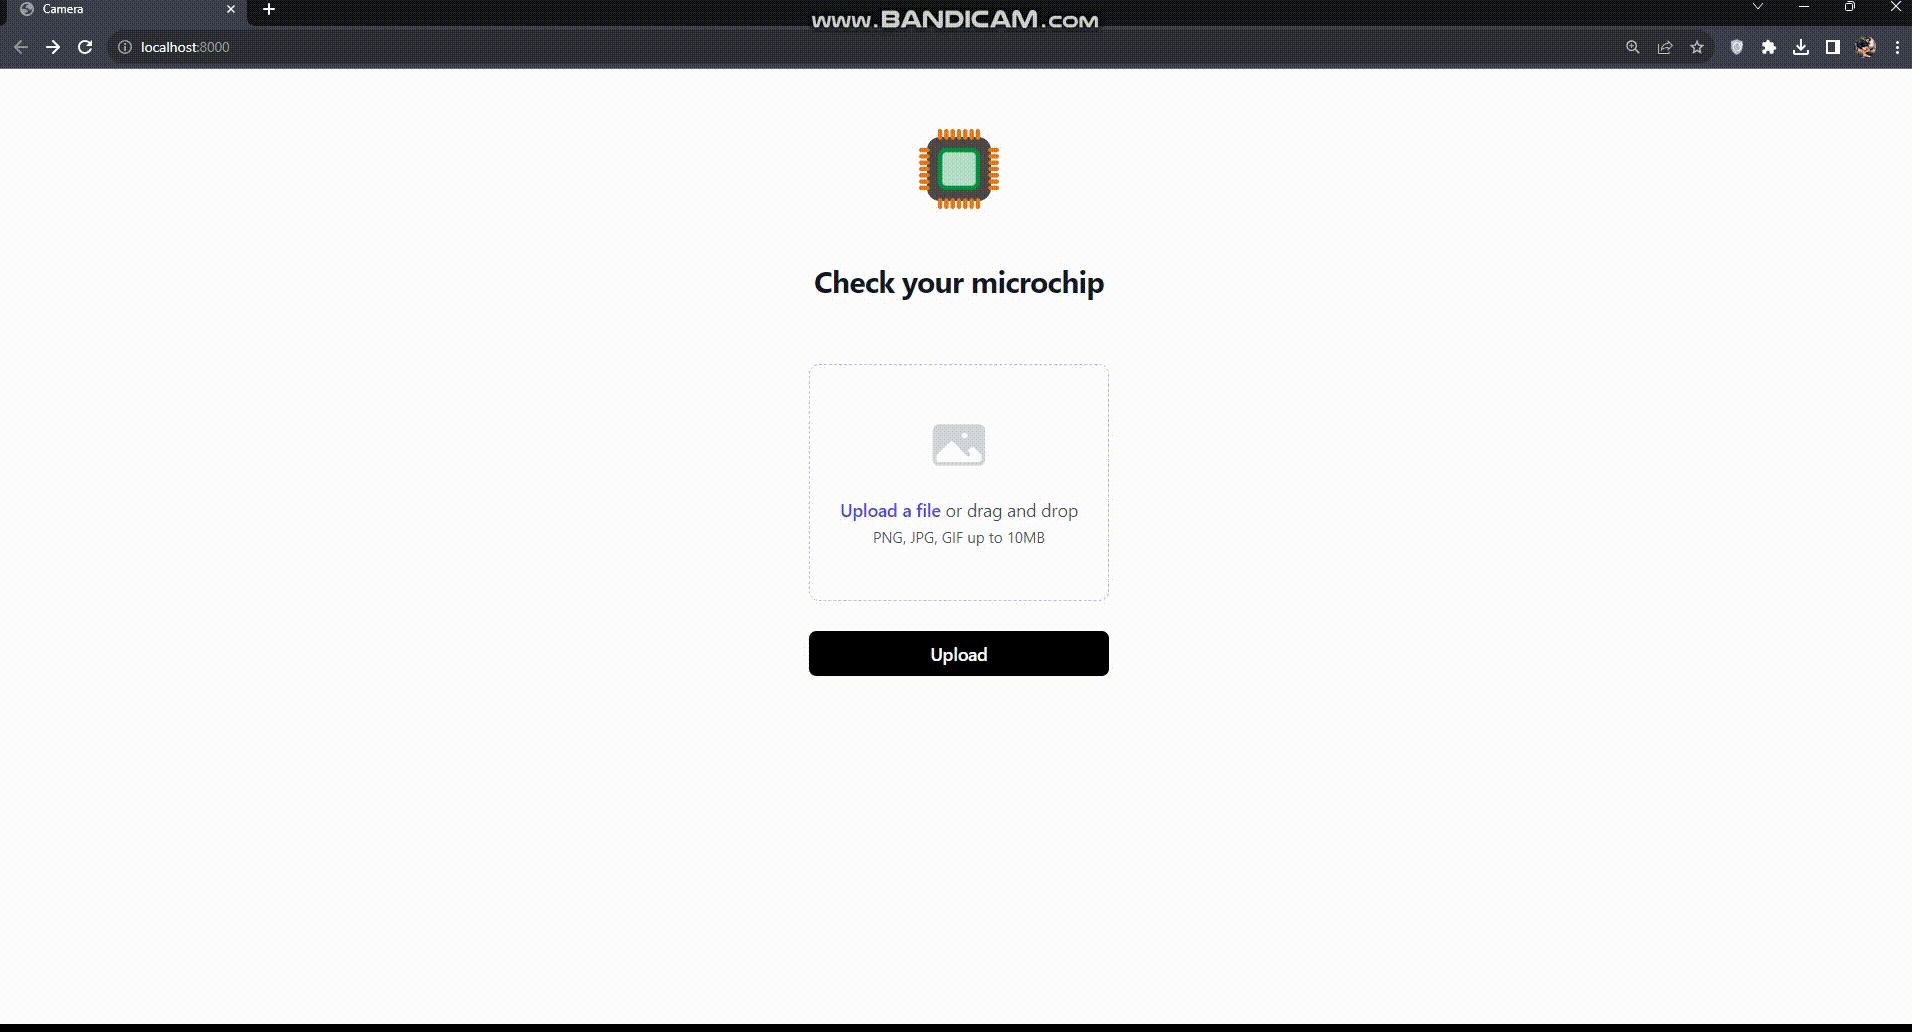 Camera
www.BANDICAM.com
localhost:8000
Check your microchip
Upload a file or drag and drop
PNG, JPG, GIF up to 10MB
Upload